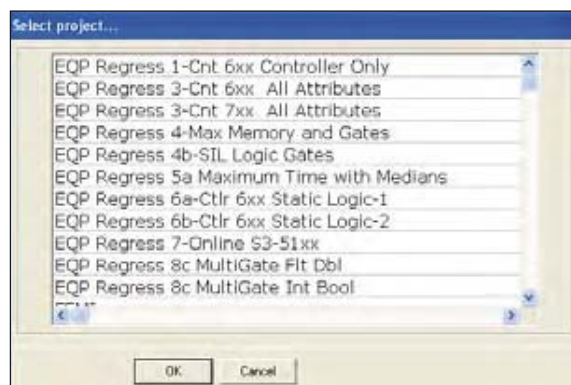 Select project...
EQP Regress 1-Cnt 6xx Controller Only
EQP Regress 3-Cnt 6xx  All Attributes
EQP Regress 3-Cnt 7xx  All Attributes
EQP Regress 4-Max Memory and Gates
EQP Regress 4b-SIL Logic Gates
EQP Regress 5a Maximum Time with Medians
EQP Regress 6a-Ctlr 6xx Static Logic-1
EQP Regress 6b-Ctlr 6xx Static Logic-2
EQP Regress 7-Online S3-51xx
EQP Regress 8c MultiGate Flt Dbl
EQP Regress 8c MultiGate Int Bool
OK Cancel